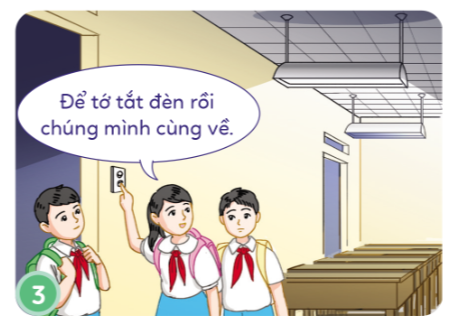 Để tớ tắt đèn rồi
chúng mình cùng về.
3